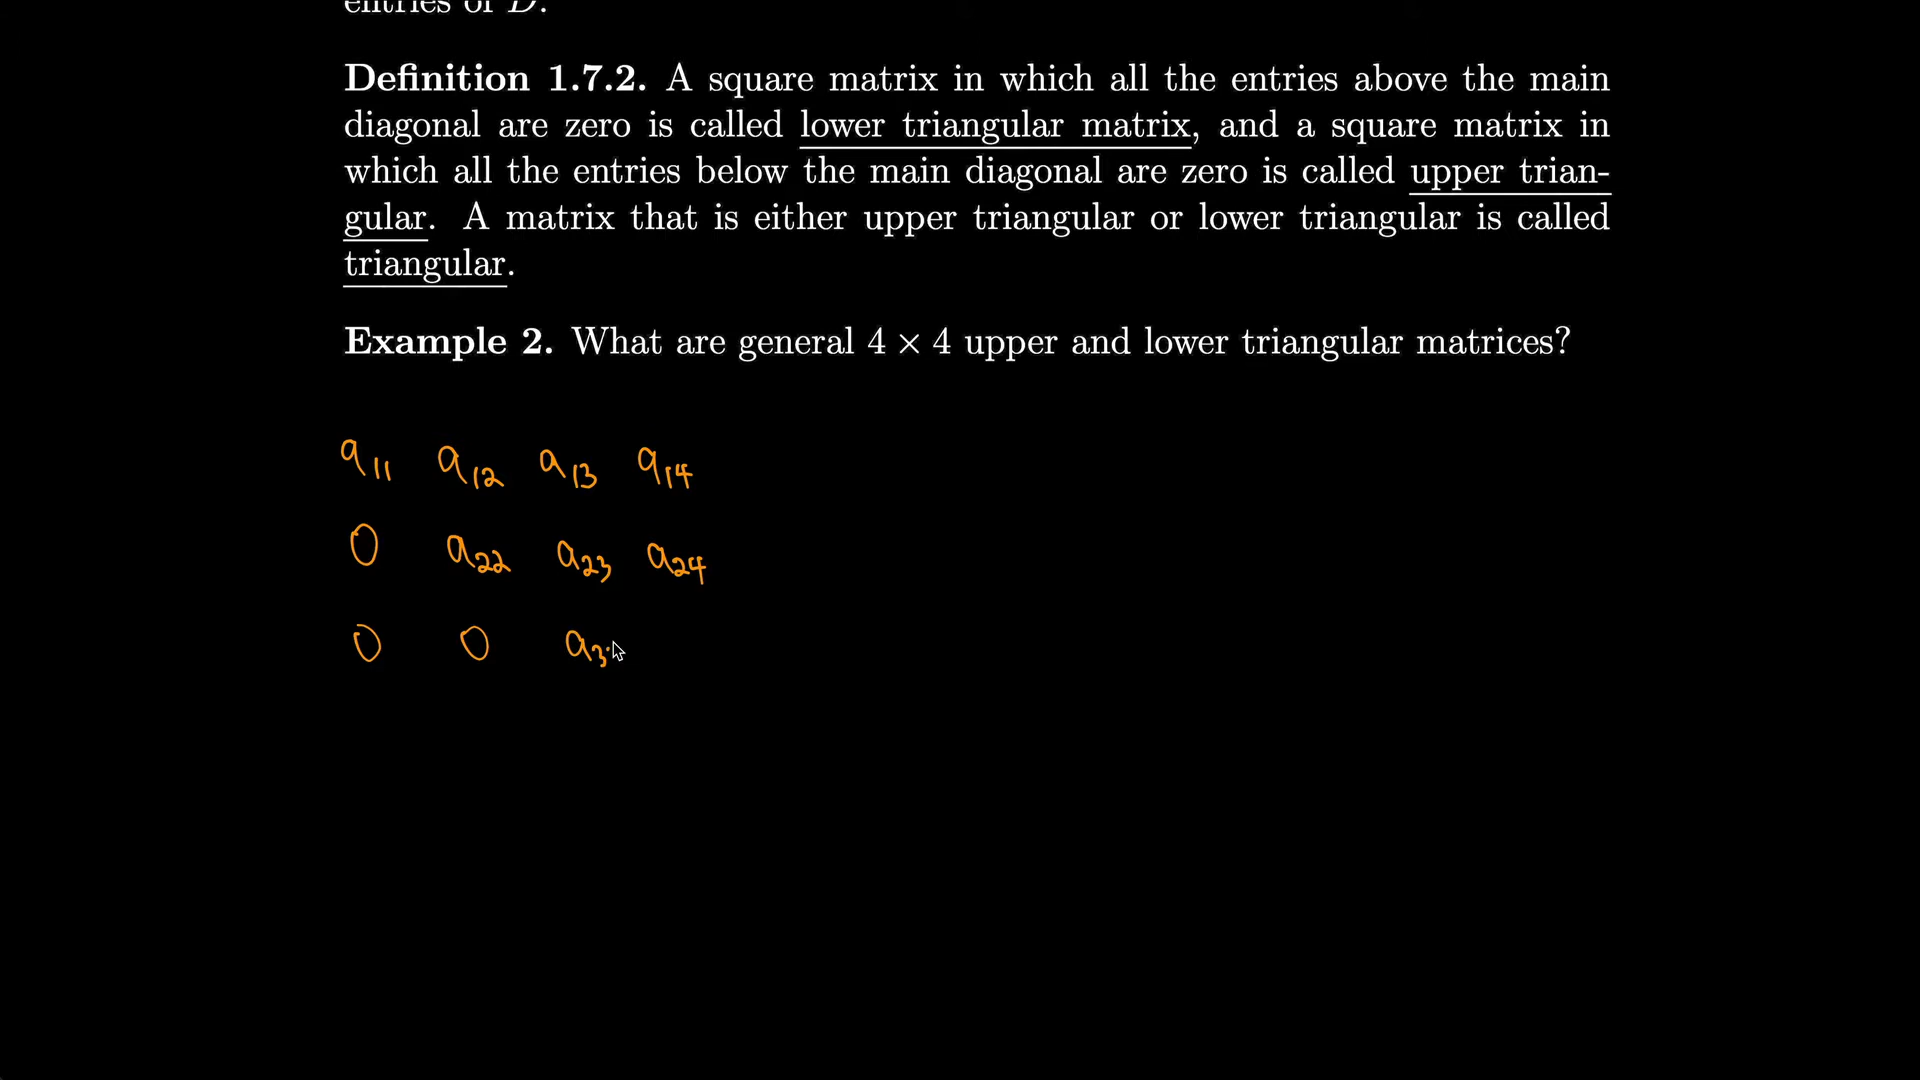 entries of D.
Definition 1.7.2. A square matrix in which all the entries above the main
diagonal are zero is called lower triangular matrix, and a square matrix in
which all the entries below the main diagonal are zero is called upper trian-
gular. A matrix that is either upper triangular or lower triangular is called
triangular.
Example 2. What are general 4 × 4 upper and lower triangular matrices?
a₁₁ a₁₂ a₁₃ a₁₄
0 a₂₂ a₂₃ a₂₄
0 0 a₃